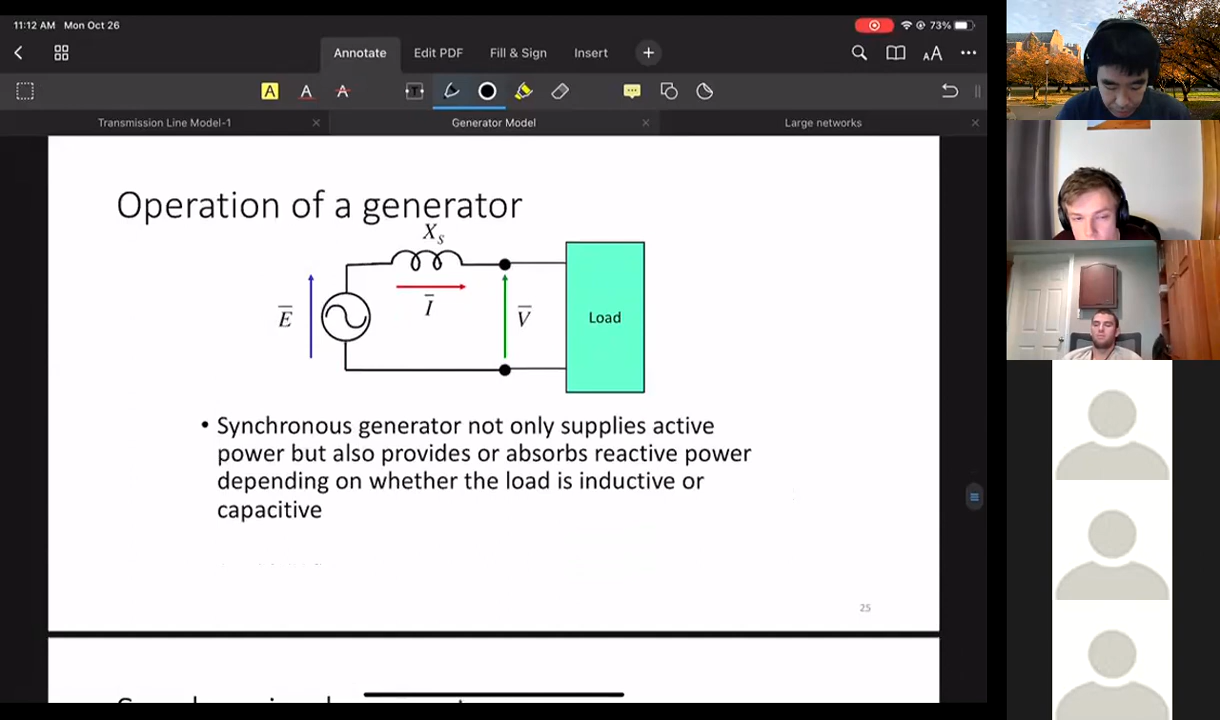 11:12 AM Mon Oct 26
73%
Annotate Edit PDF Fill & Sign Insert +
AA
A A A T
Transmission Line Model-1 × Generator Model × Large networks ×
Operation of a generator
Xs
E
I
V
Load
• Synchronous generator not only supplies active
power but also provides or absorbs reactive power
depending on whether the load is inductive or
capacitive
25